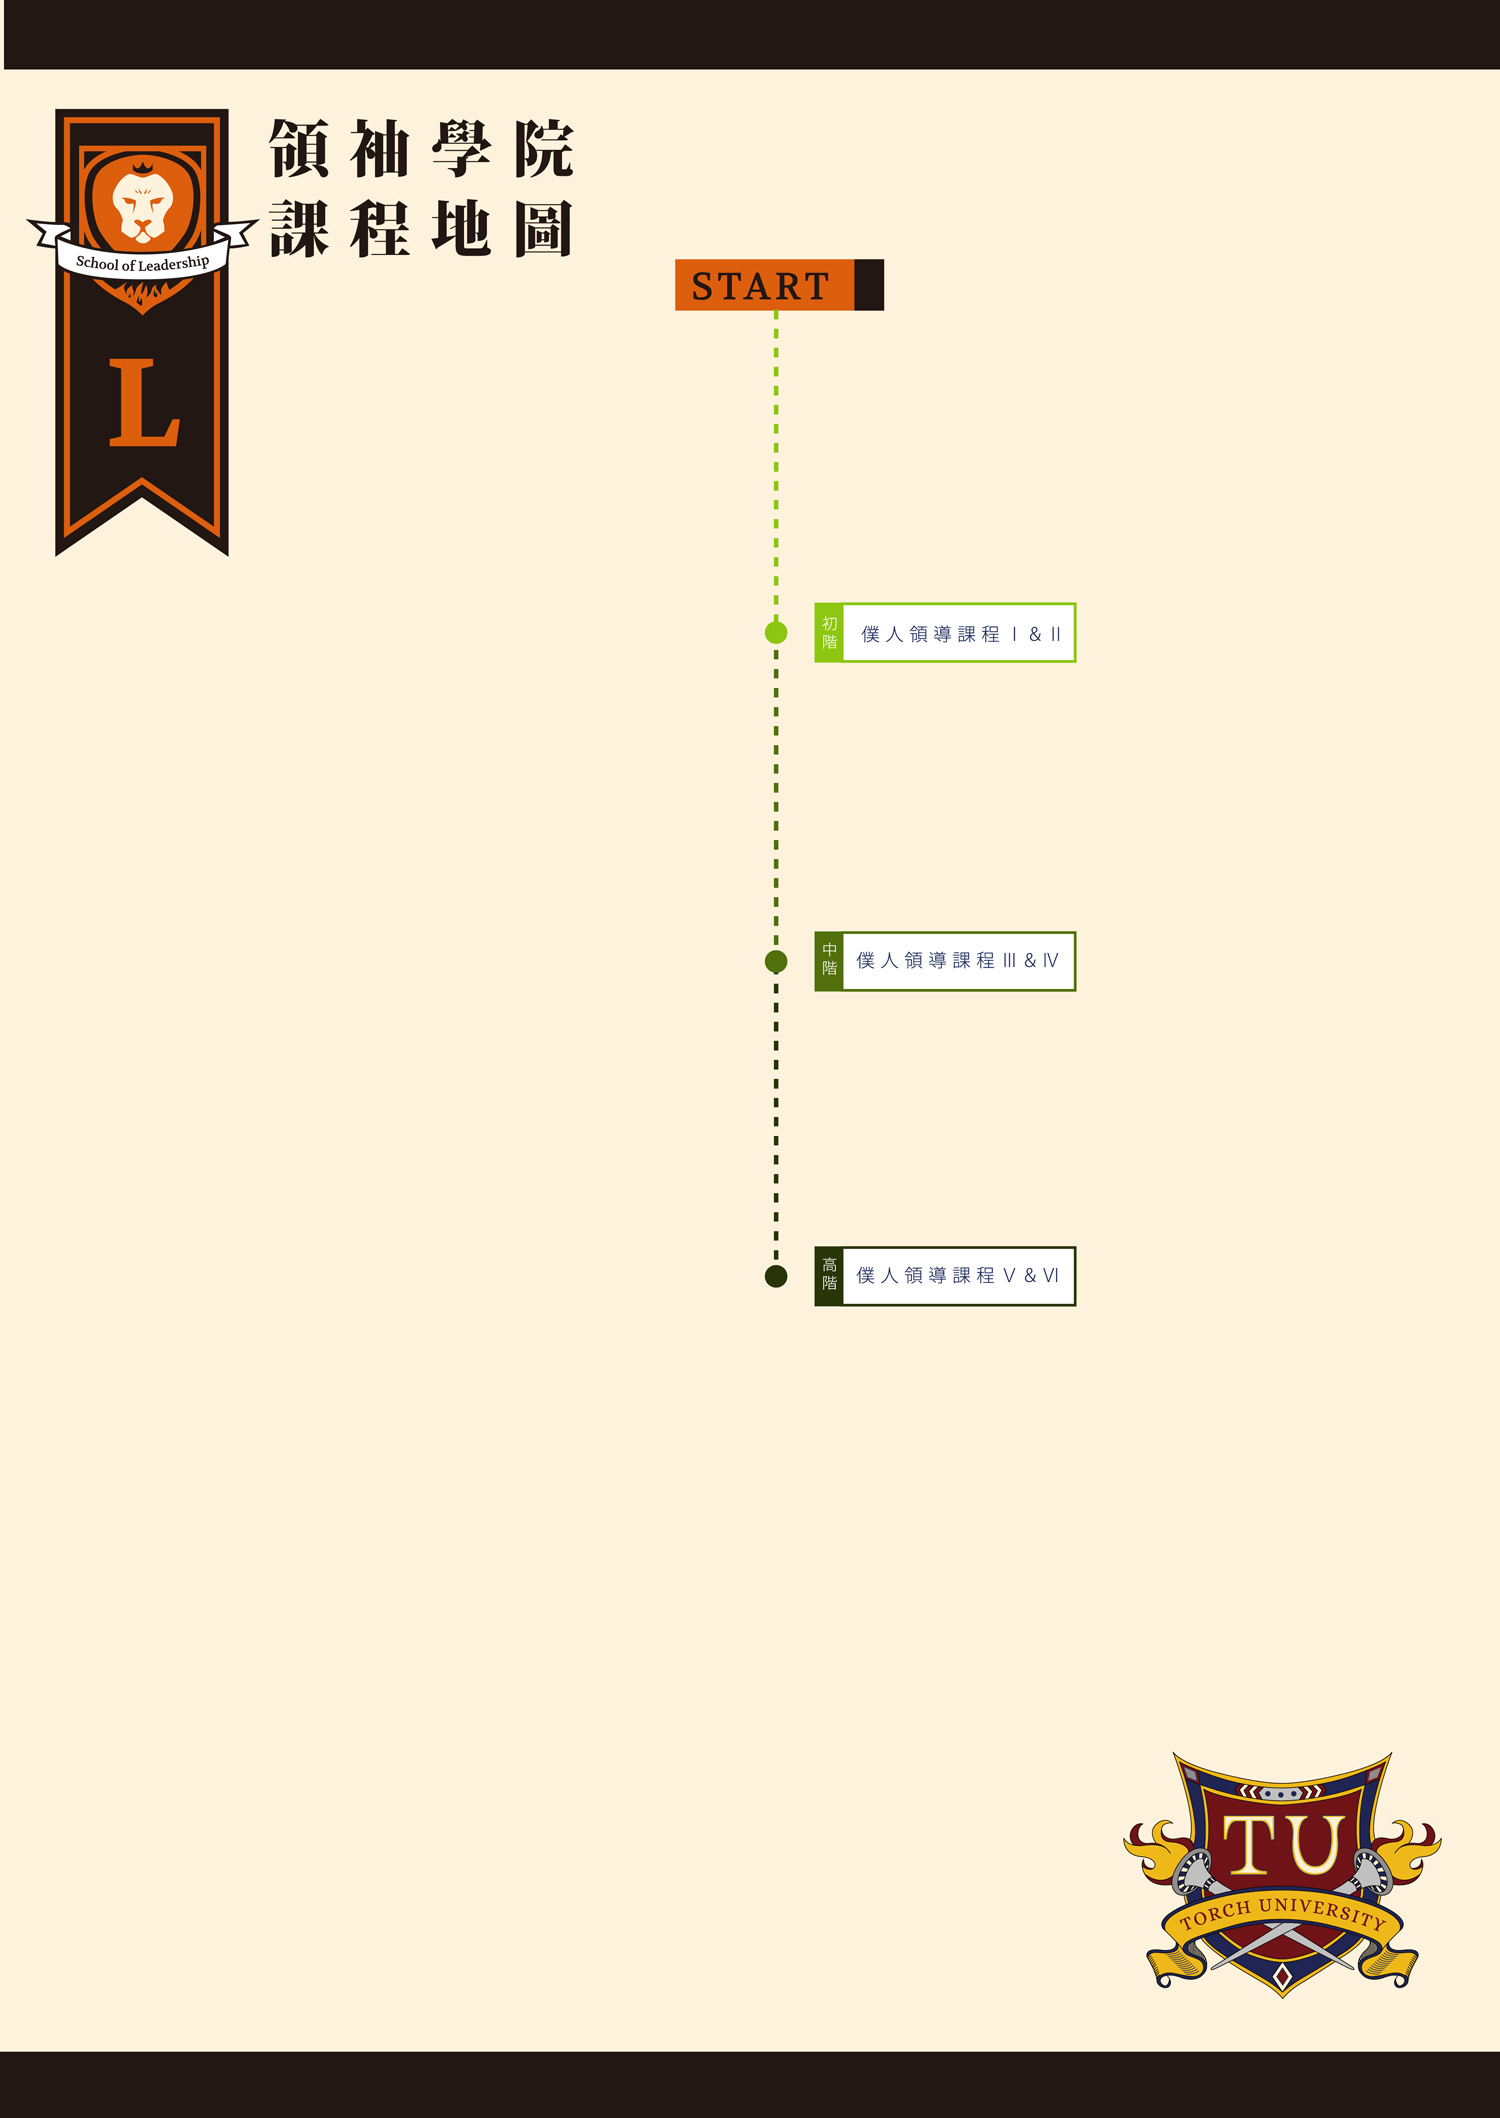 領袖學院
課程地圖
School of Leadership
L
START
初階
僕人領導課程 I & II
中階
僕人領導課程 III & IV
高階
僕人領導課程 V & VI
TU
TORCH UNIVERSITY